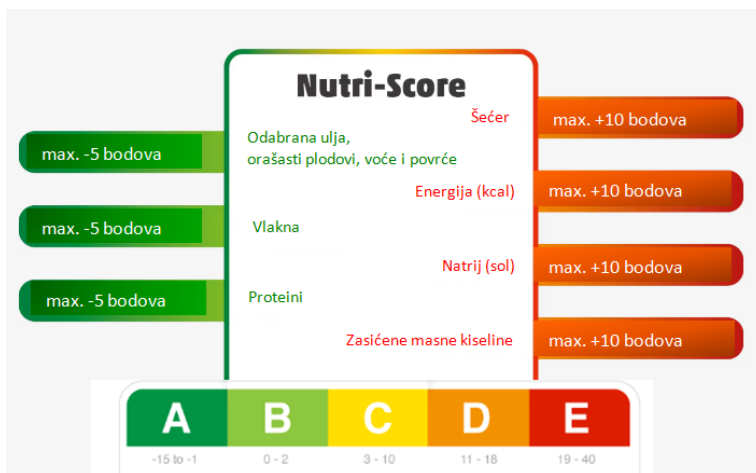 Nutri-Score
Šećer
max. +10 bodova
max. -5 bodova
Odabrana ulja,
orašasti plodovi, voće i povrće
Energija (kcal)
max. +10 bodova
max. -5 bodova
Vlakna
Natrij (sol)
max. +10 bodova
max. -5 bodova
Proteini
Zasićene masne kiseline
max. +10 bodova
A B C D E
-15 to -1 0 - 2 3 - 10 11 - 18 19 - 40